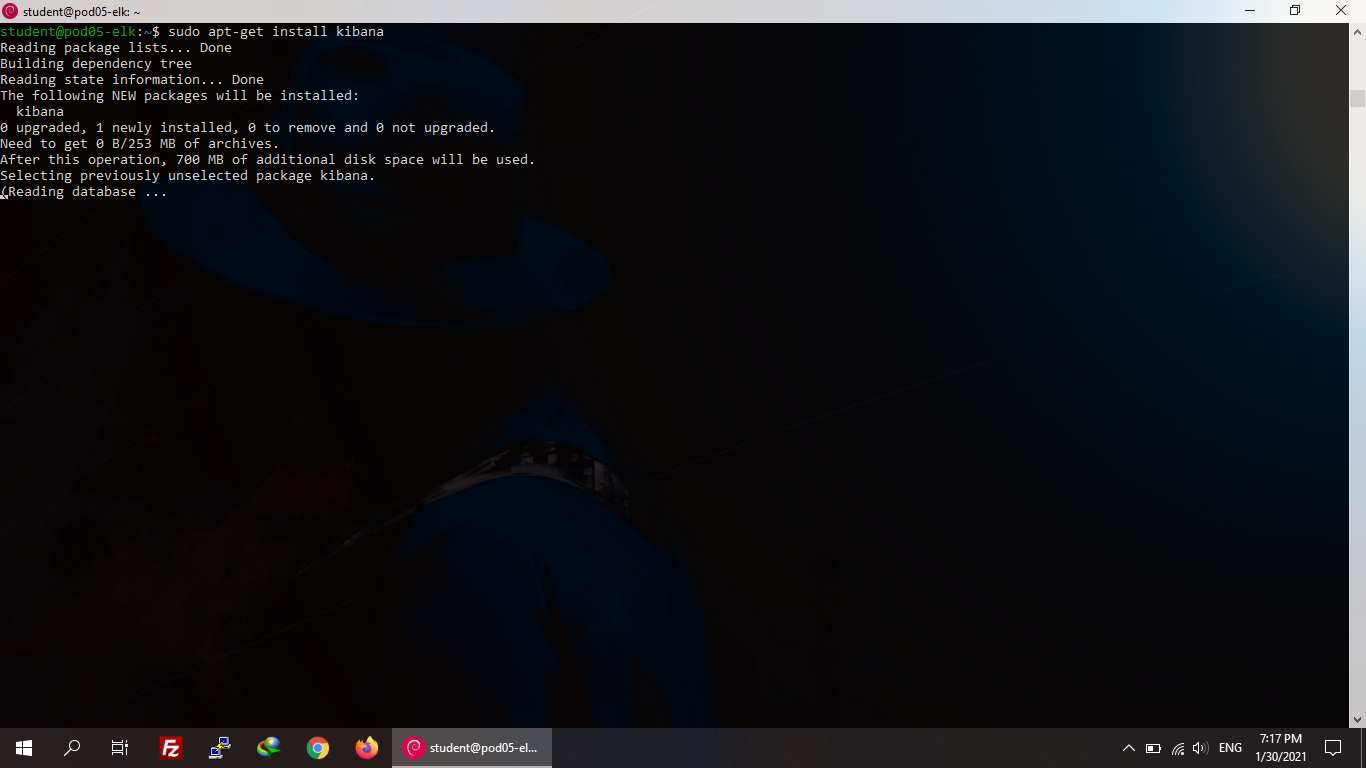 student@pod05-elk: ~
student@pod05-elk:~$ sudo apt-get install kibana
Reading package lists... Done
Building dependency tree
Reading state information... Done
The following NEW packages will be installed:
  kibana
0 upgraded, 1 newly installed, 0 to remove and 0 not upgraded.
Need to get 0 B/253 MB of archives.
After this operation, 700 MB of additional disk space will be used.
Selecting previously unselected package kibana.
(Reading database ...
Fz
student@pod05-el...
ENG
7:17 PM
1/30/2021